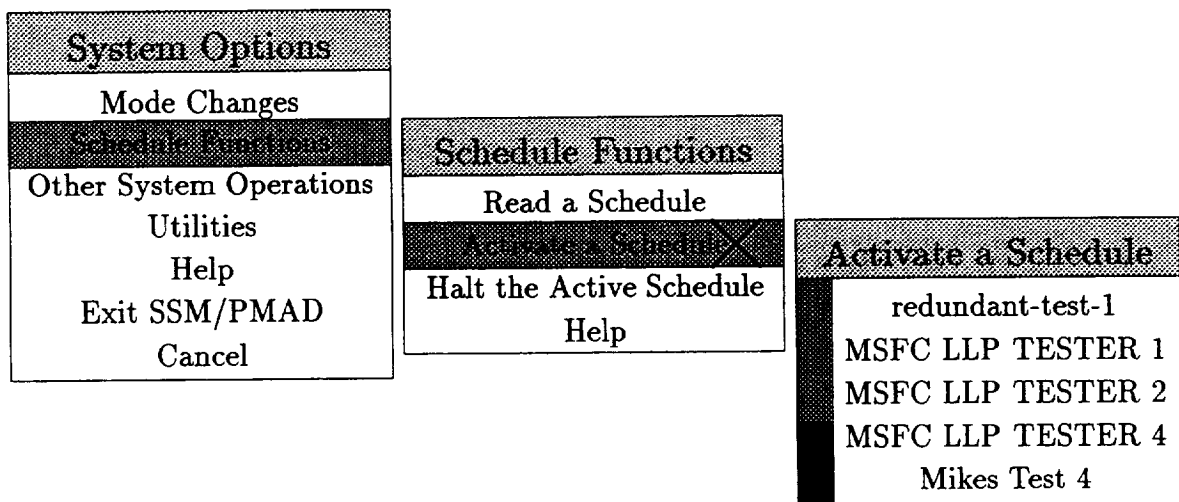 System Options
Mode Changes
Schedule Functions
Other System Operations
Utilities
Help
Exit SSM/PMAD
Cancel
Schedule Functions
Read a Schedule
Activate a Schedule
Halt the Active Schedule
Help
Activate a Schedule
redundant-test-1
MSFC LLP TESTER 1
MSFC LLP TESTER 2
MSFC LLP TESTER 4
Mikes Test 4